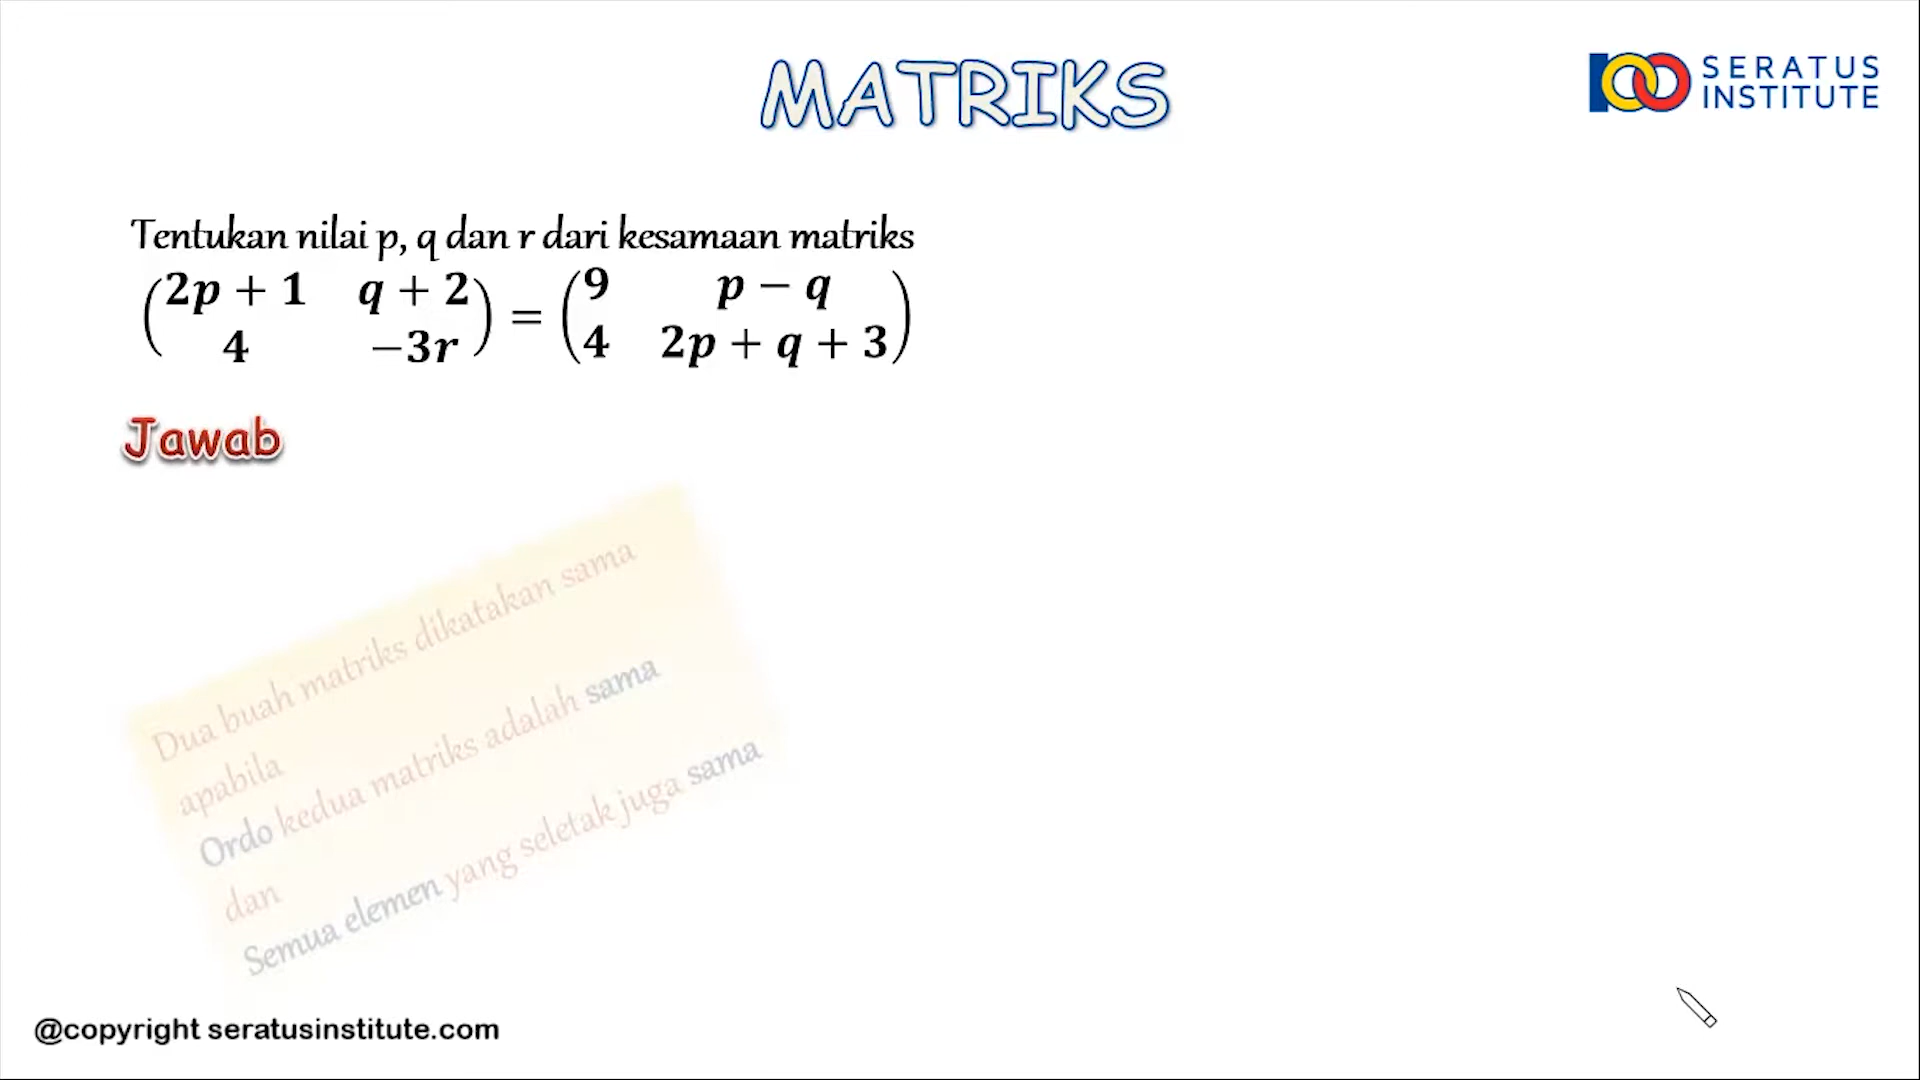 MATRIKS
SERATUS
INSTITUTE
Tentukan nilai p, q dan r dari kesamaan matriks
(2p + 1   q + 2) = (9   p − q)
(4   −3r)   (4   2p + q + 3)
Jawab
Dua buah matriks dikatakan sama
apabila
Ordo kedua matriks adalah sama
dan
Semua elemen yang seletak juga sama
@copyright seratusinstitute.com